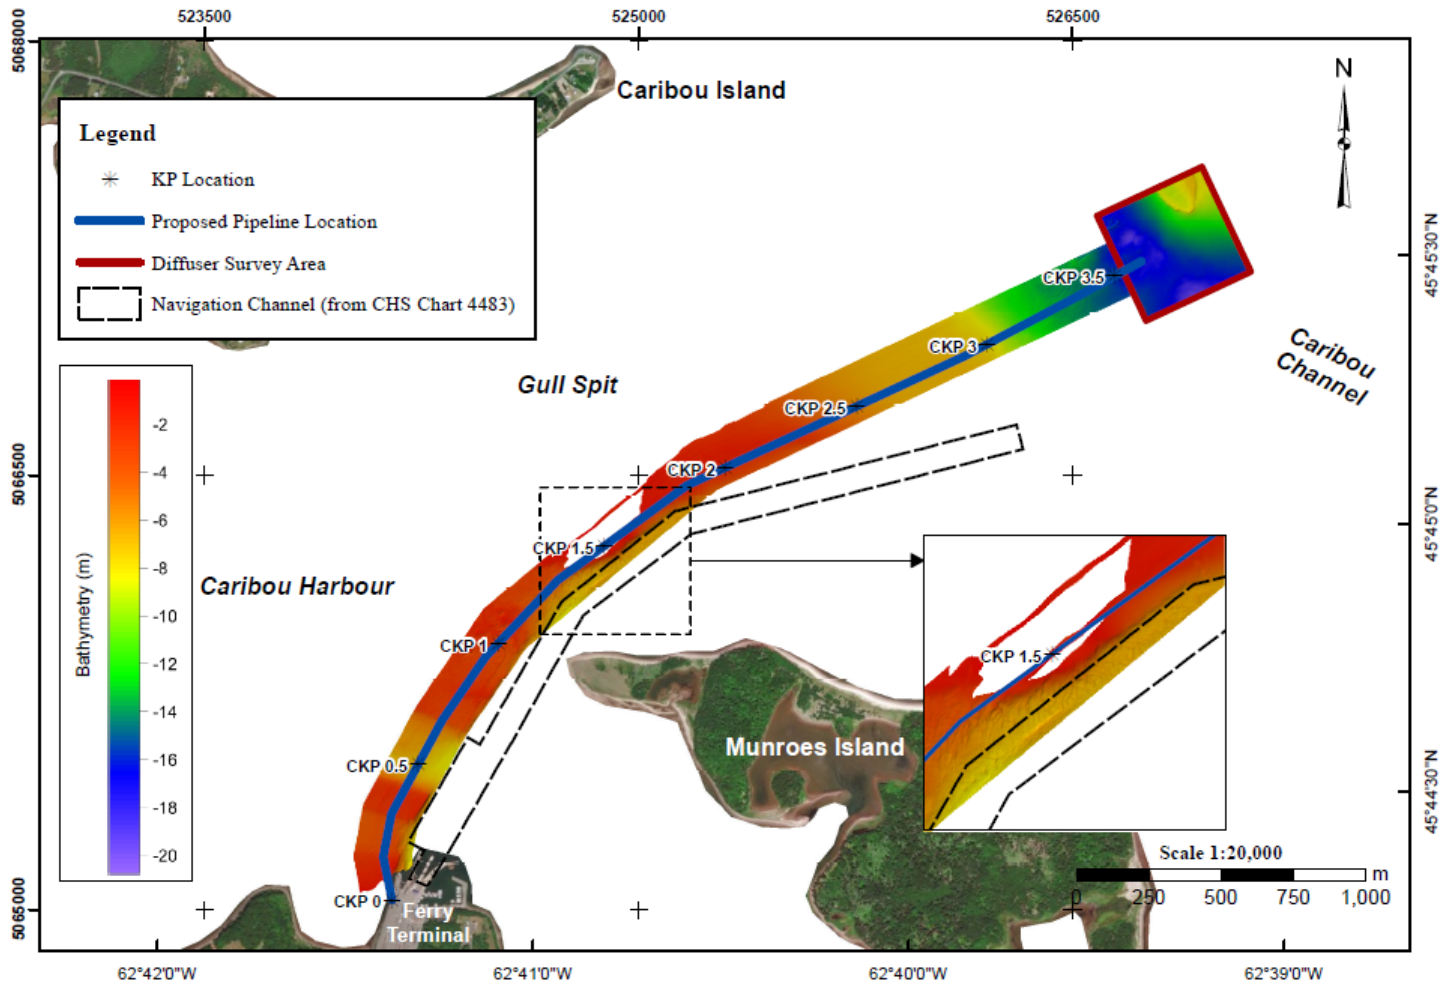 523500
525000
526500
5068000
Caribou Island
N
Legend
KP Location
Proposed Pipeline Location
Diffuser Survey Area
Navigation Channel (from CHS Chart 4483)
45°45'30"N
CKP 3.5
CKP 3
Caribou
Channel
Gull Spit
CKP 2.5
Bathymetry (m)
-2
-4
-6
-8
-10
-12
-14
-16
-18
-20
5066500
CKP 2
45°45'0"N
CKP 1.5
Caribou Harbour
CKP 1
CKP 1.5
Munroes Island
CKP 0.5
45°44'30"N
Scale 1:20,000
m
0
250
500
750
1,000
CKP 0
Ferry
Terminal
5065000
62°42'0"W
62°41'0"W
62°40'0"W
62°39'0"W